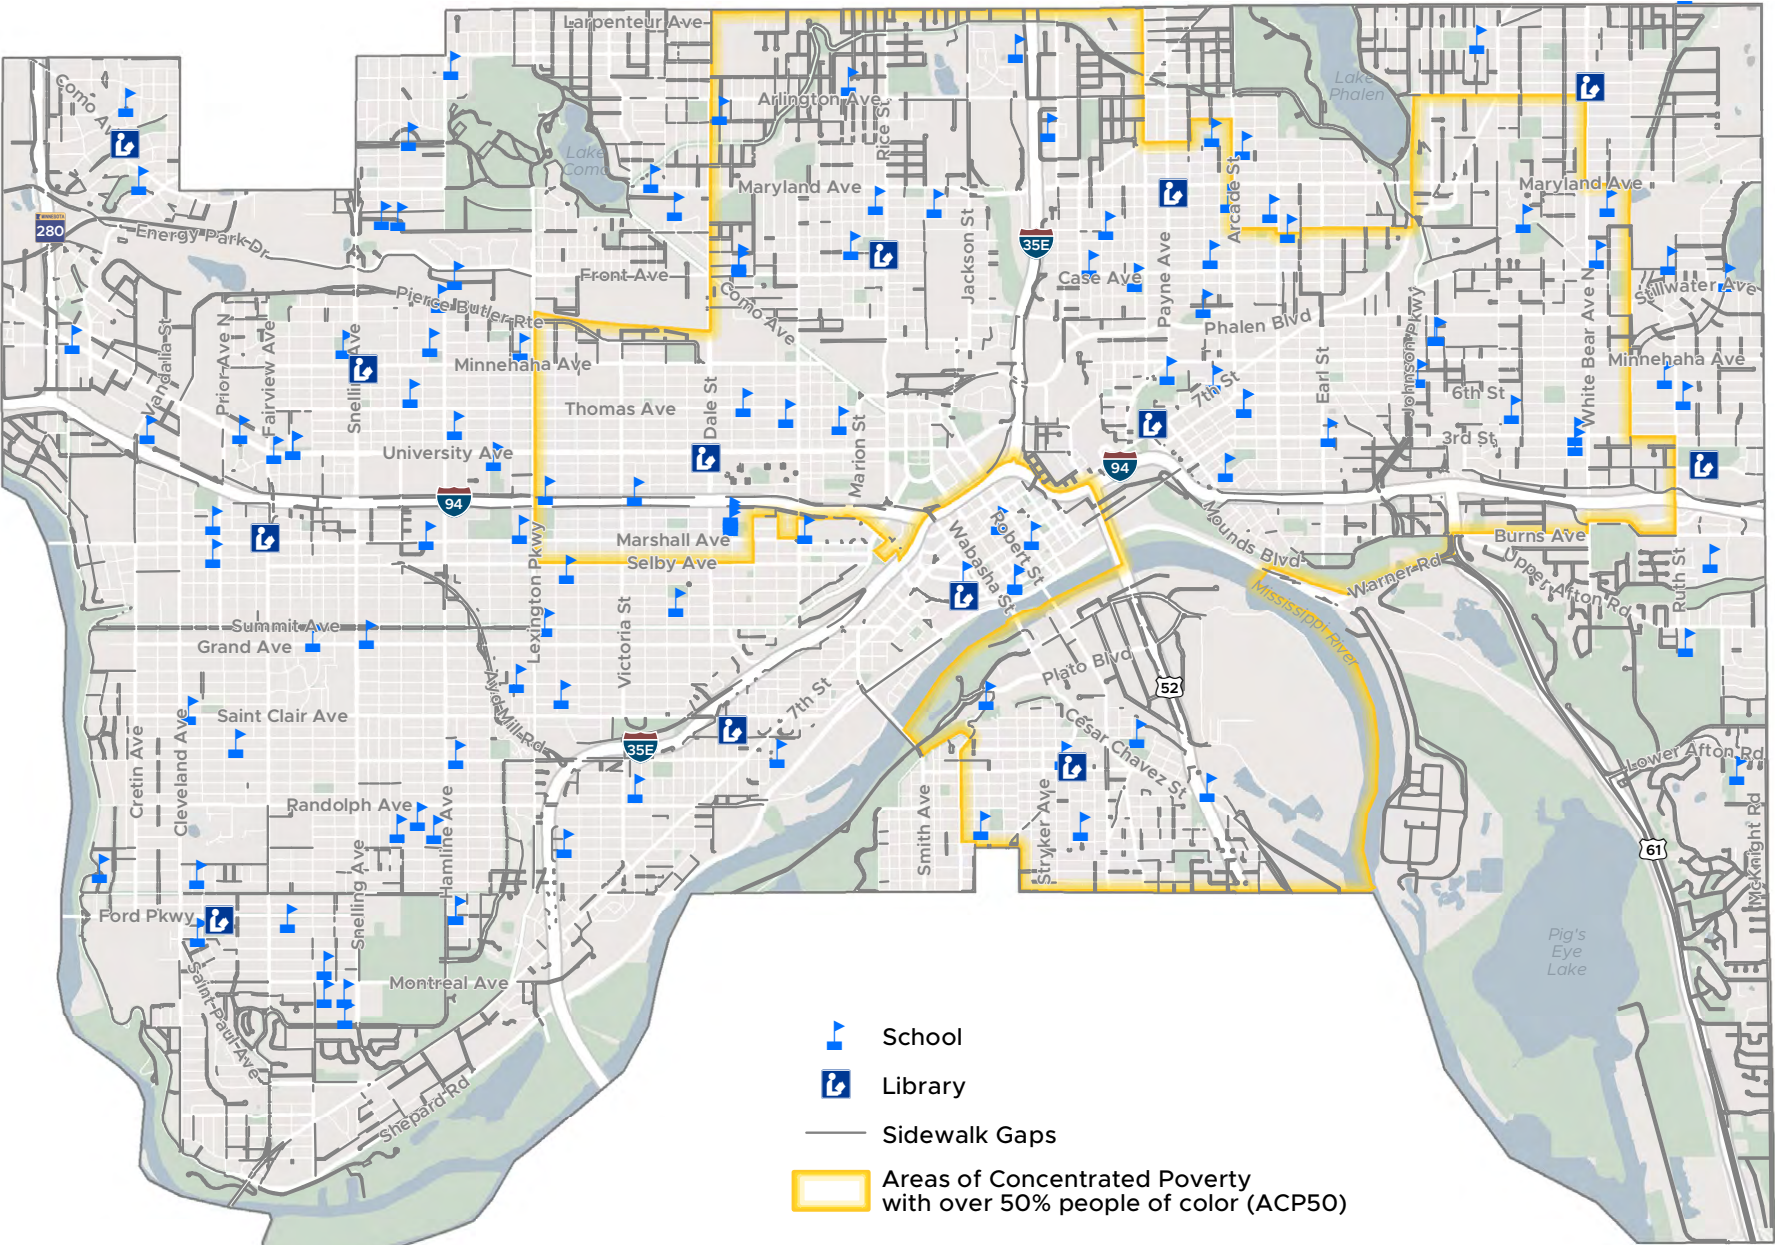 Larpenteur Ave
Como Ave
Arlington Ave
Rice St
Lake
Phalen
Lake
Como
Maryland Ave
Maryland Ave
Arcade St
MINNESOTA
280
Energy Park Dr
Jackson St
35E
Payne Ave
Front Ave
Case Ave
Como Ave
Stillwater Ave
Pierce Butler Rte
Phalen Blvd
Johnson Pkwy
White Bear Ave N
Vandalia St
Prior Ave N
Fairview Ave
Snelling Ave
Minnehaha Ave
Minnehaha Ave
Earl St
7th St
6th St
Thomas Ave
Dale St
Marion St
University Ave
3rd St
94
94
Marshall Ave
Selby Ave
Lexington Pkwy
Wabasha St
Robert St
Mounds Blvd
Burns Ave
Warner Rd
Upper Afton Rd
Ruth St
Mississippi River
Summit Ave
Grand Ave
Victoria St
Plato Blvd
52
Ayd Mill Rd
7th St
Saint Clair Ave
Cretin Ave
Cleveland Ave
35E
César Chavez St
Lower Afton Rd
Randolph Ave
Hamline Ave
Smith Ave
Stryker Ave
61
McKnight Rd
Snelling Ave
Ford Pkwy
Pig's
Eye
Lake
Saint Paul Ave
Montreal Ave
Shepard Rd
School
Library
Sidewalk Gaps
Areas of Concentrated Poverty
with over 50% people of color (ACP50)